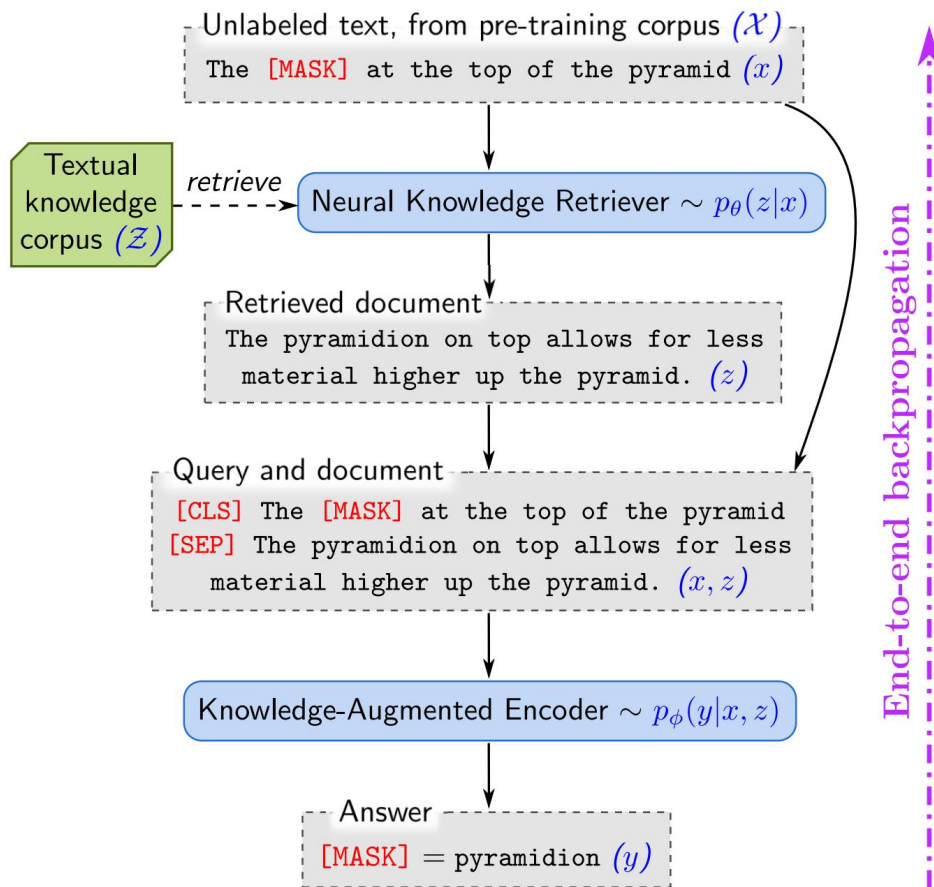 Unlabeled text, from pre-training corpus (𝒳)
The [MASK] at the top of the pyramid (x)
Textual
knowledge
corpus (𝒵)
retrieve
Neural Knowledge Retriever ∼ pθ(z|x)
Retrieved document
The pyramidion on top allows for less
material higher up the pyramid. (z)
Query and document
[CLS] The [MASK] at the top of the pyramid
[SEP] The pyramidion on top allows for less
material higher up the pyramid. (x, z)
Knowledge-Augmented Encoder ∼ pϕ(y|x, z)
Answer
[MASK] = pyramidion (y)
End-to-end backpropagation